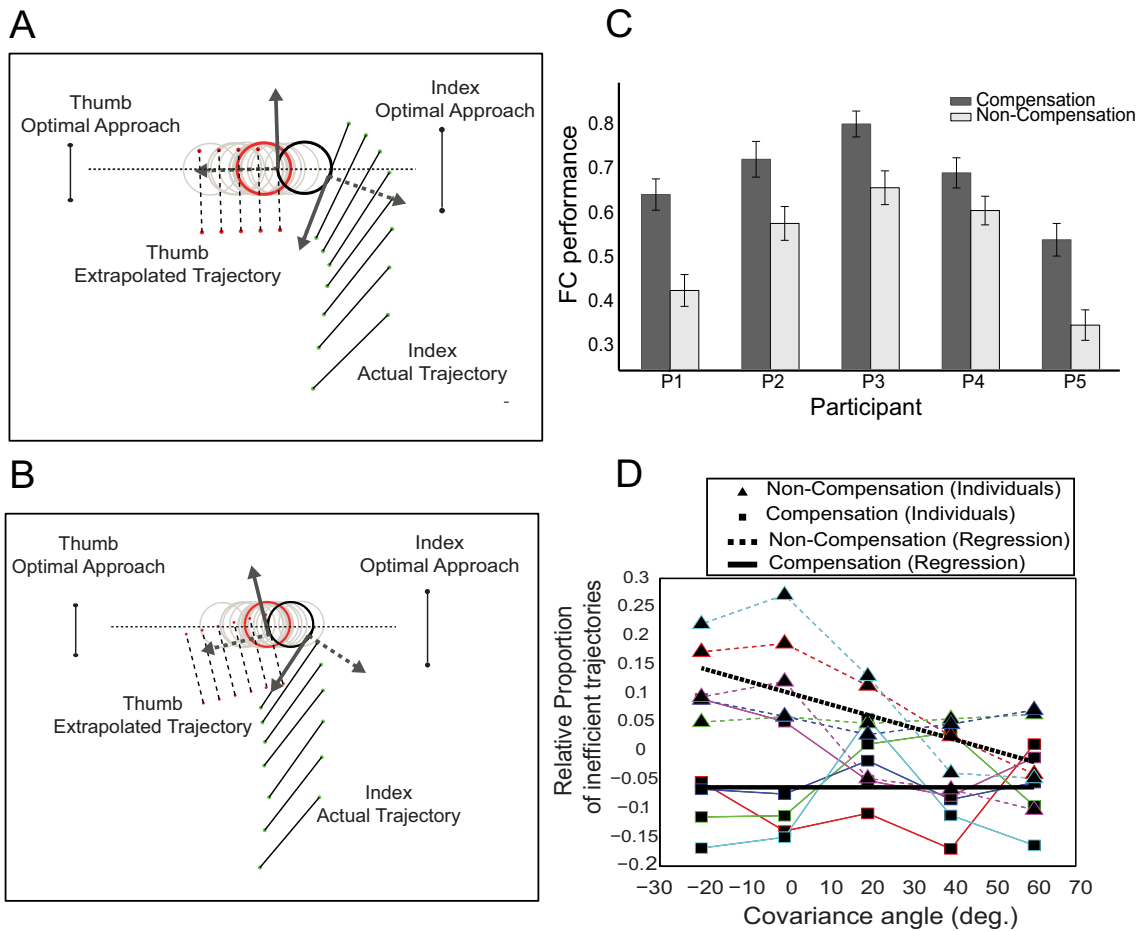 A
Thumb
Optimal Approach
Index
Optimal Approach
Thumb
Extrapolated Trajectory
Index
Actual Trajectory
-
B
Thumb
Optimal Approach
Index
Optimal Approach
Thumb
Extrapolated Trajectory
Index
Actual Trajectory
C
Compensation
Non-Compensation
FC performance
0.8
0.7
0.6
0.5
0.4
0.3
P1 P2 P3 P4 P5
Participant
D
Non-Compensation (Individuals)
Compensation (Individuals)
Non-Compensation (Regression)
Compensation (Regression)
Relative Proportion
of inefficient trajectories
0.3
0.25
0.2
0.15
0.1
0.05
0
−0.05
−0.1
−0.15
−0.2
−30 −20 −10 0 20 30 40 50 60 70
Covariance angle (deg.)